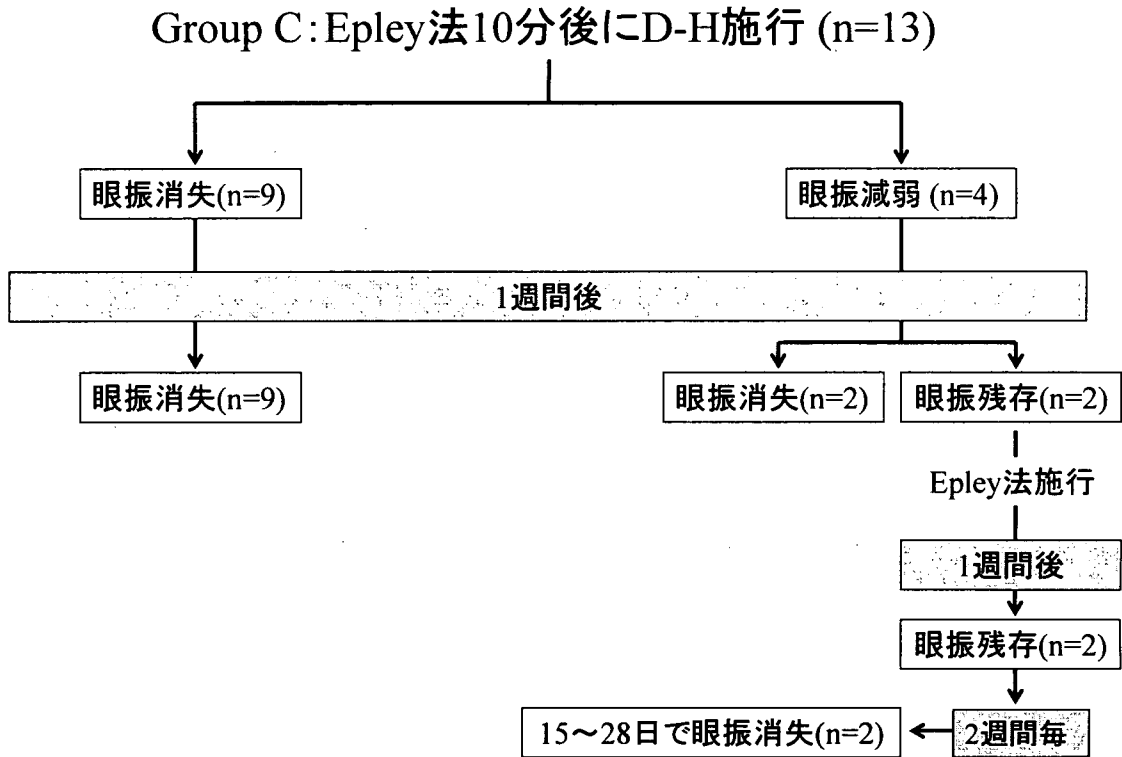 Group C:Epley法10分後にD-H施行 (n=13)
眼振消失(n=9)
眼振減弱 (n=4)
1週間後
眼振消失(n=9)
眼振消失(n=2)
眼振残存(n=2)
Epley法施行
1週間後
眼振残存(n=2)
2週間毎
15〜28日で眼振消失(n=2)